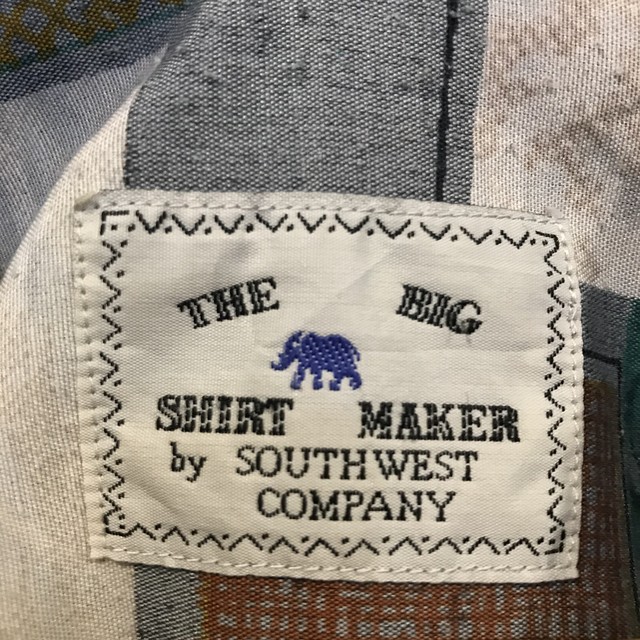 THE BIG
SHIRT MAKER
by SOUTHWEST
COMPANY